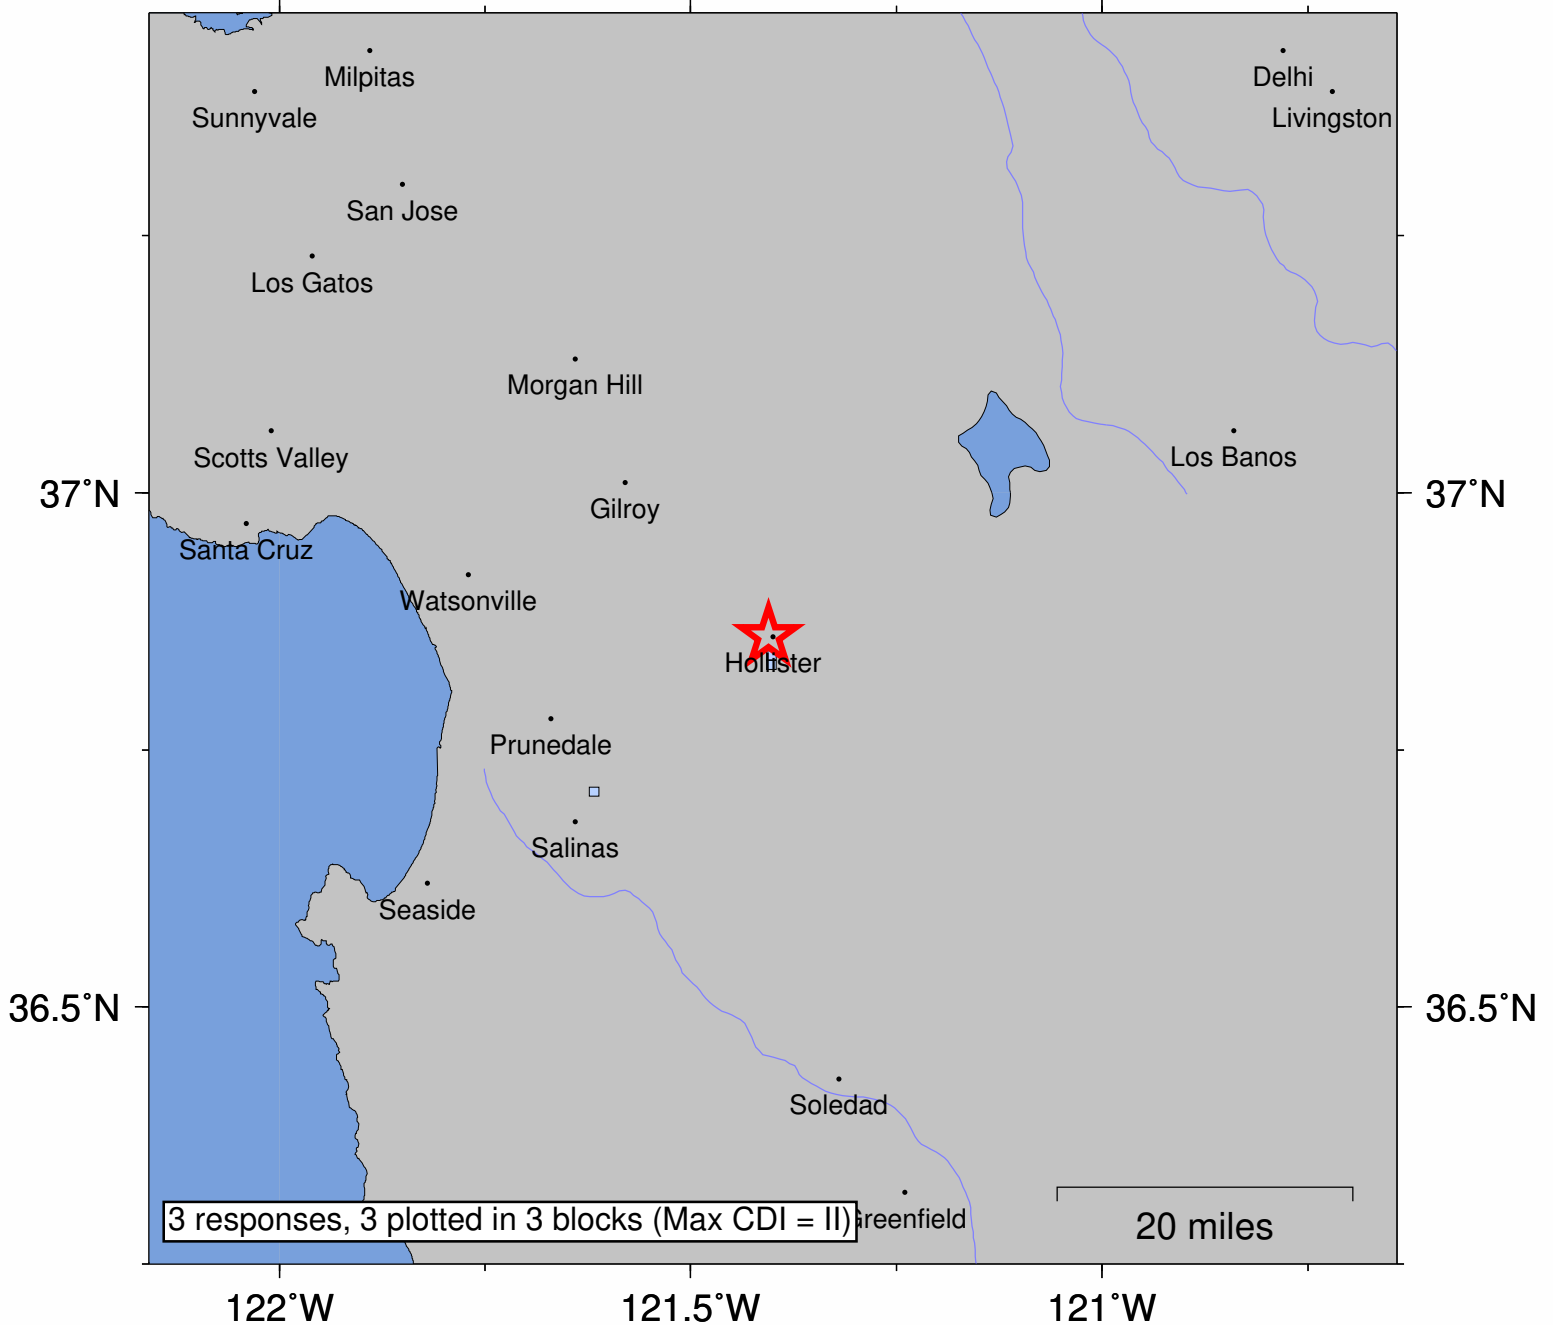 Milpitas
Delhi
Sunnyvale
Livingston
San Jose
Los Gatos
Morgan Hill
Scotts Valley
Los Banos
37°N
37°N
Gilroy
Santa Cruz
Watsonville
Hollister
Prunedale
Salinas
Seaside
36.5°N
36.5°N
Soledad
3 responses, 3 plotted in 3 blocks (Max CDI = II)
Greenfield
20 miles
122°W
121.5°W
121°W